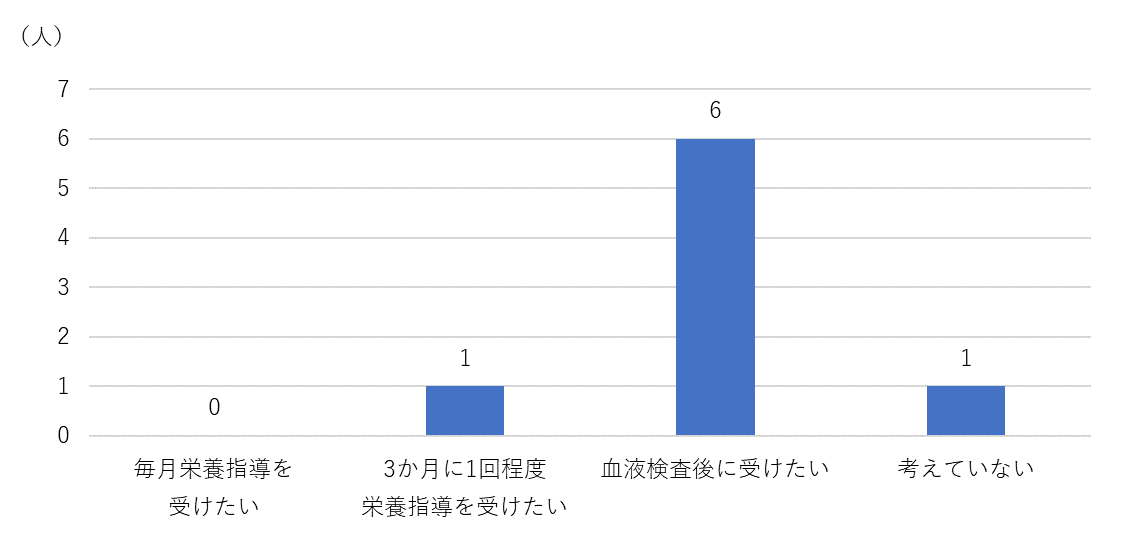 （人）
7
6
5
4
3
2
1
0
0
1
6
1
毎月栄養指導を
受けたい
3か月に1回程度
栄養指導を受けたい
血液検査後に受けたい
考えていない